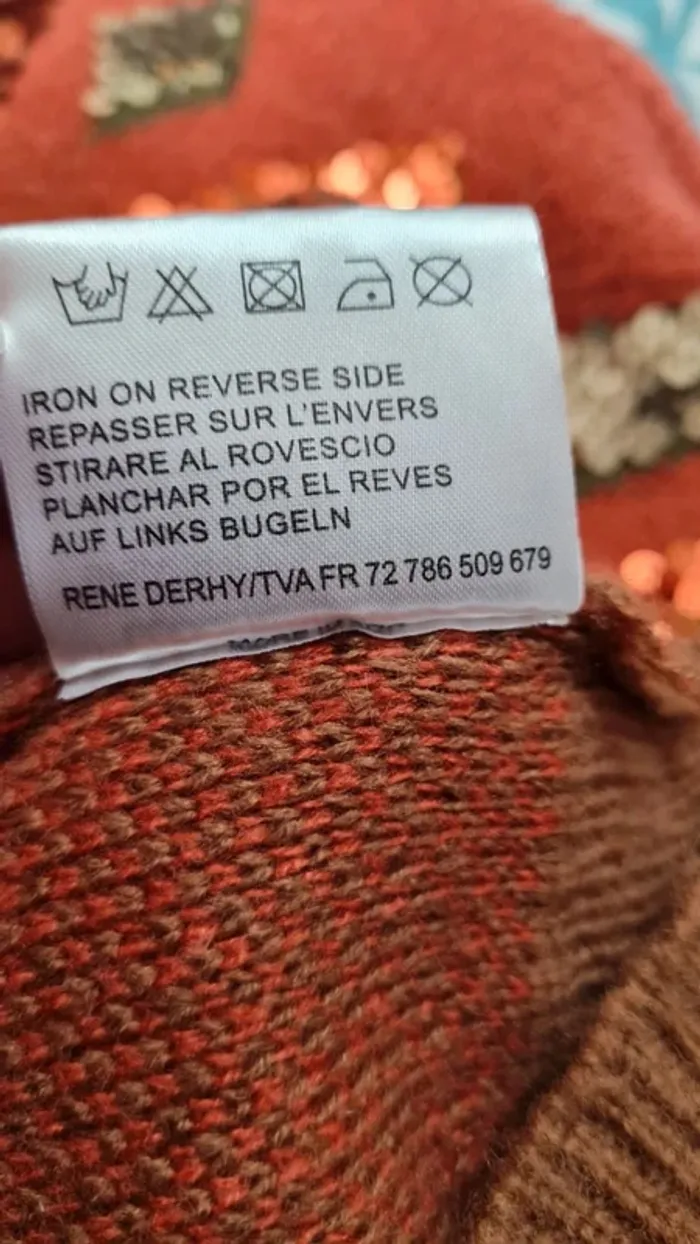 IRON ON REVERSE SIDE
REPASSER SUR L'ENVERS
STIRARE AL ROVESCIO
PLANCHAR POR EL REVES
AUF LINKS BUGELN
RENE DERHY/TVA FR 72 786 509 679